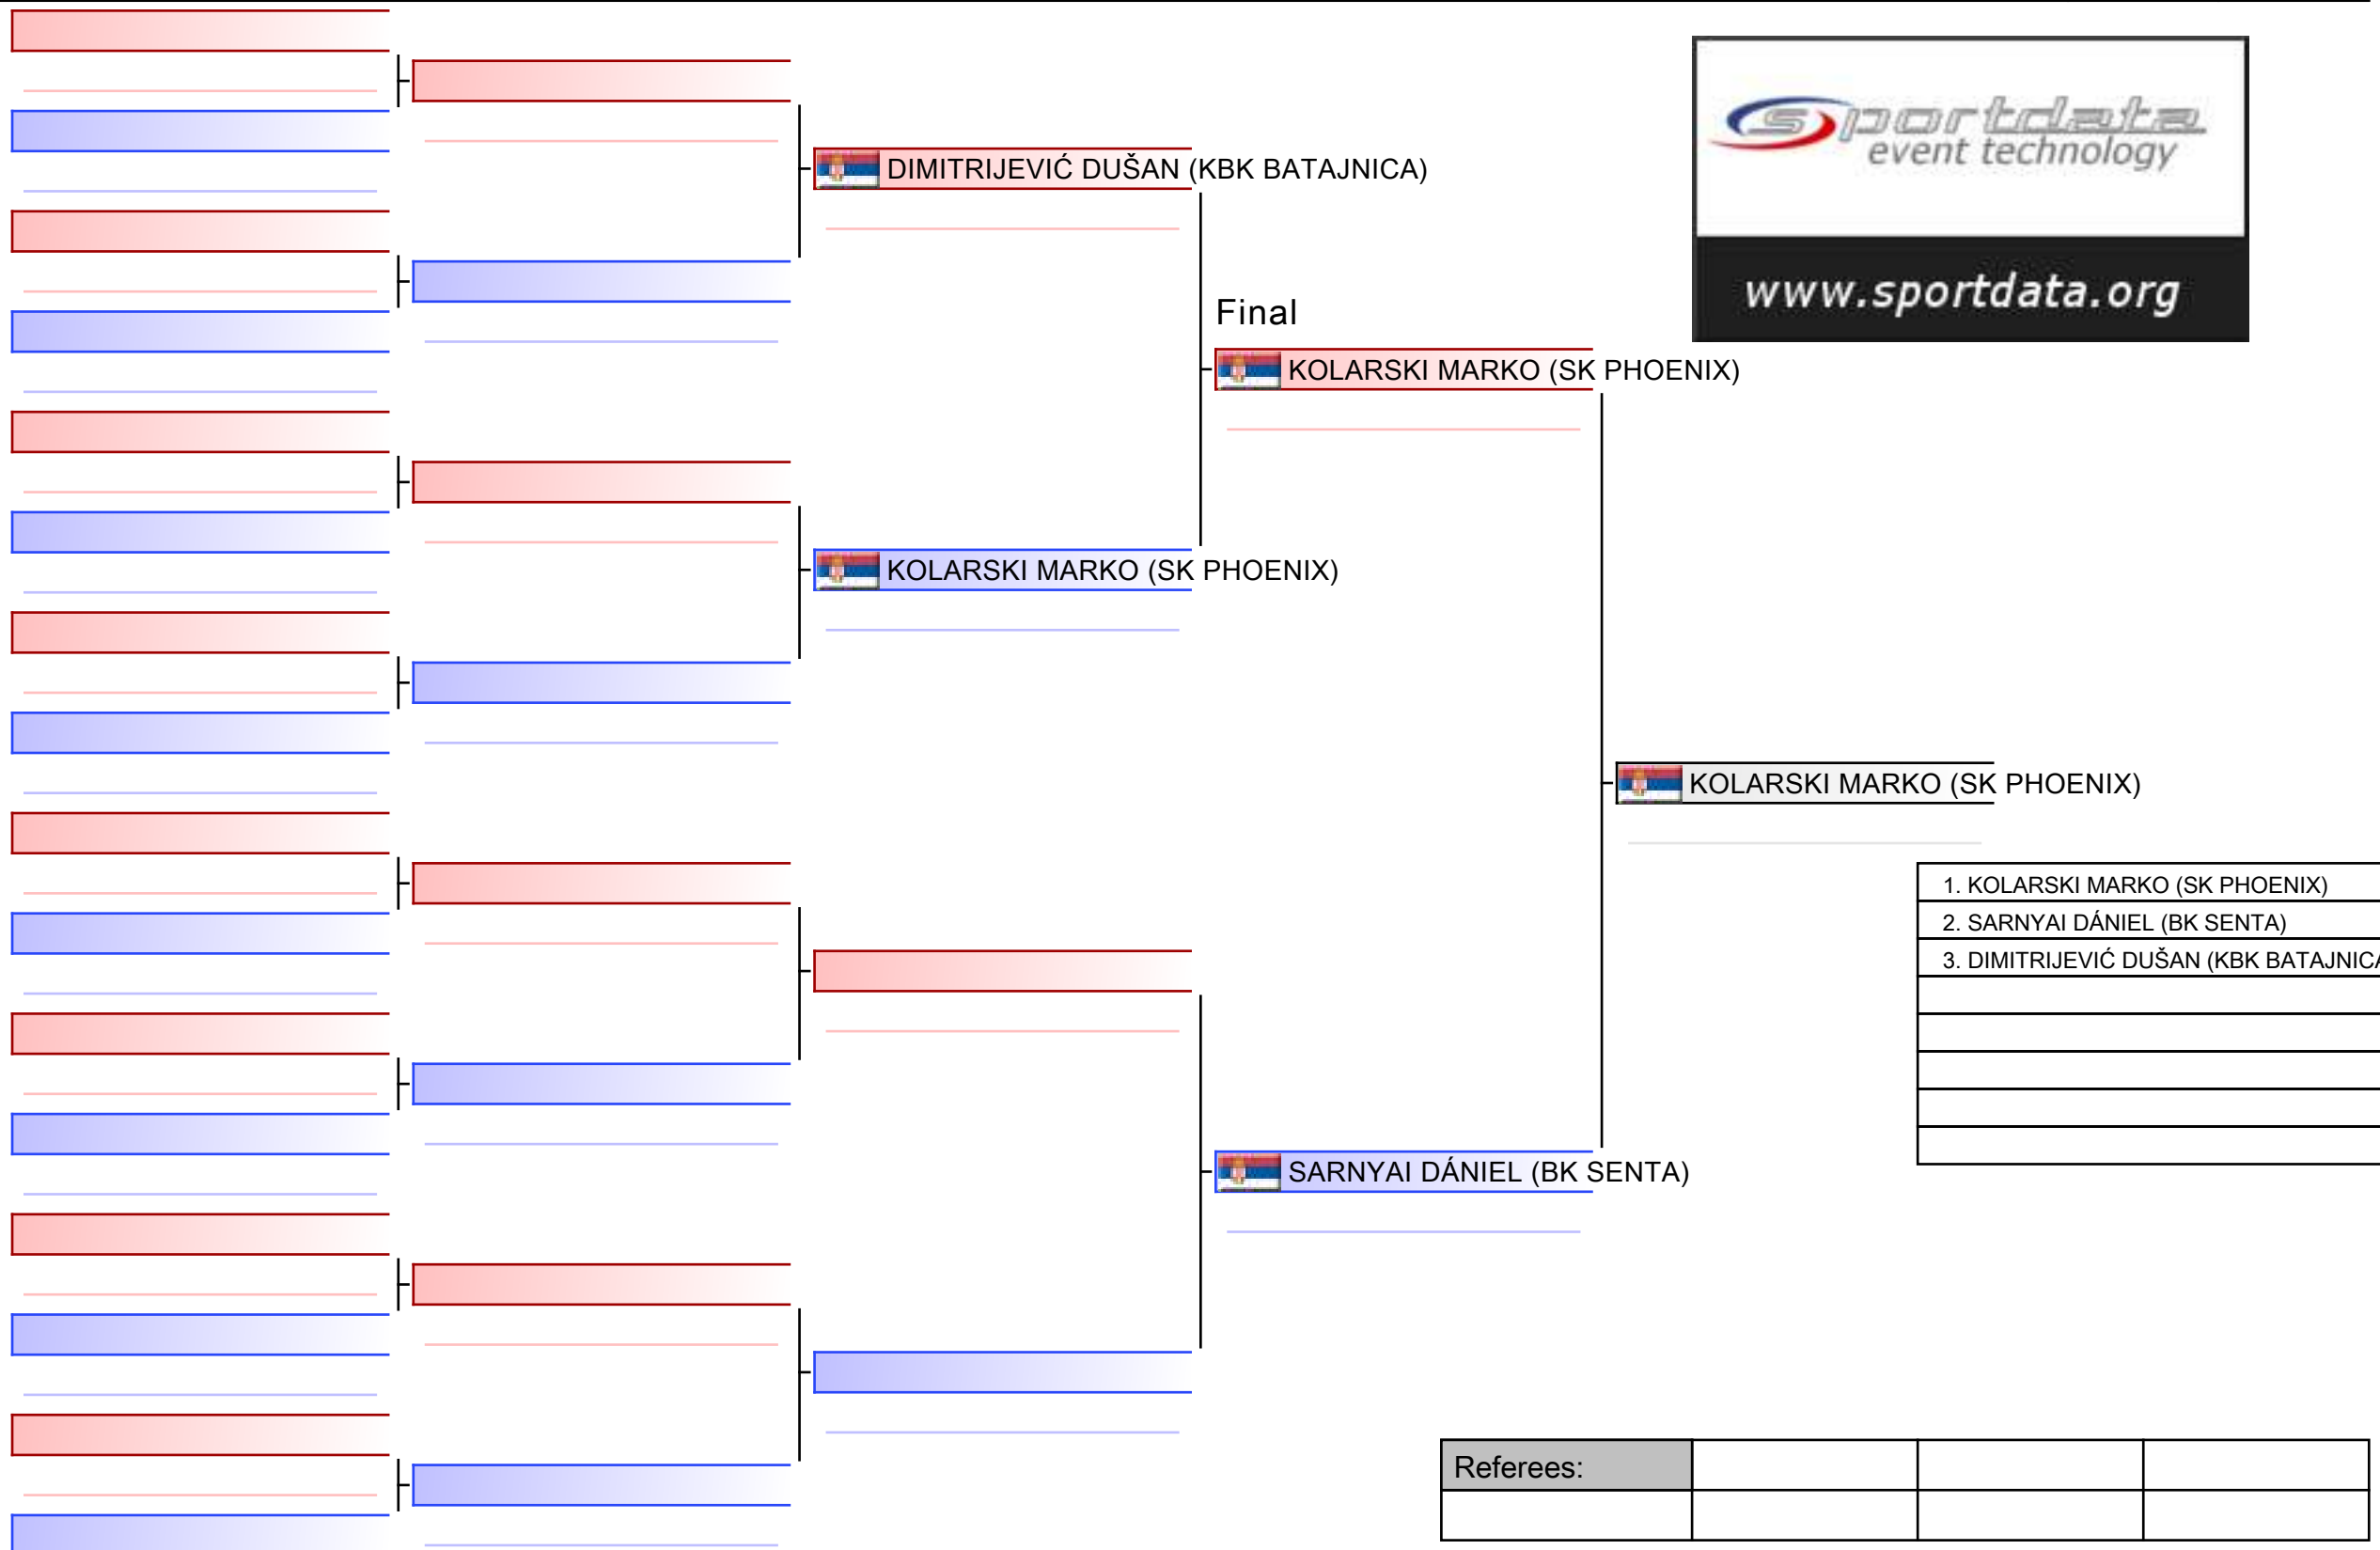 sportdata
event technology
www.sportdata.org
DIMITRIJEVIĆ DUŠAN (KBK BATAJNICA)
Final
KOLARSKI MARKO (SK PHOENIX)
KOLARSKI MARKO (SK PHOENIX)
KOLARSKI MARKO (SK PHOENIX)
1. KOLARSKI MARKO (SK PHOENIX)
2. SARNYAI DÁNIEL (BK SENTA)
3. DIMITRIJEVIĆ DUŠAN (KBK BATAJNICA
SARNYAI DÁNIEL (BK SENTA)
Referees: